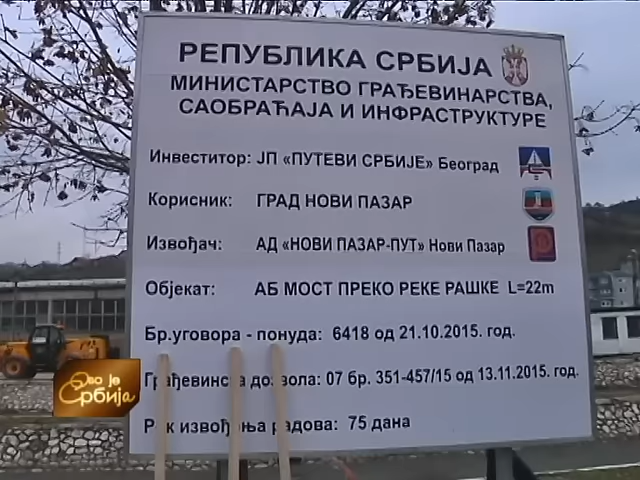 РЕПУБЛИКА СРБИЈА
МИНИСТАРСТВО ГРАЂЕВИНАРСТВА,
САОБРАЋАЈА И ИНФРАСТРУКТУРЕ
Инвеститор: ЈП «ПУТЕВИ СРБИЈЕ» Београд
Корисник: ГРАД НОВИ ПАЗАР
Извођач: АД «НОВИ ПАЗАР-ПУТ» Нови Пазар
Објекат: АБ МОСТ ПРЕКО РЕКЕ РАШКЕ L=22m
Бр.уговора - понуда: 6418 од 21.10.2015. год.
Грађевинска дозвола: 07 бр. 351-457/15 од 13.11.2015. год.
Рок извођења радова: 75 дана
Ово је
Србија